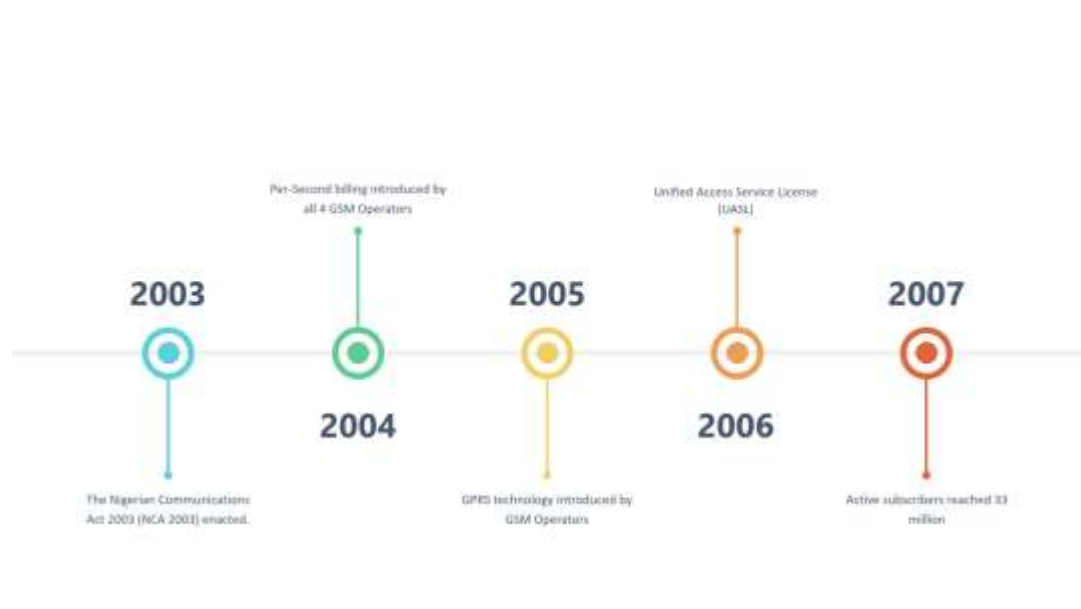 2003
The Nigerian Communications
Act 2003 (NCA 2003) enacted.
Per-Second billing introduced by
all 4 GSM Operators
2004
2005
GPRS technology introduced by
GSM Operators
Unified Access Service License
(UASL)
2006
2007
Active subscribers reached 33
million